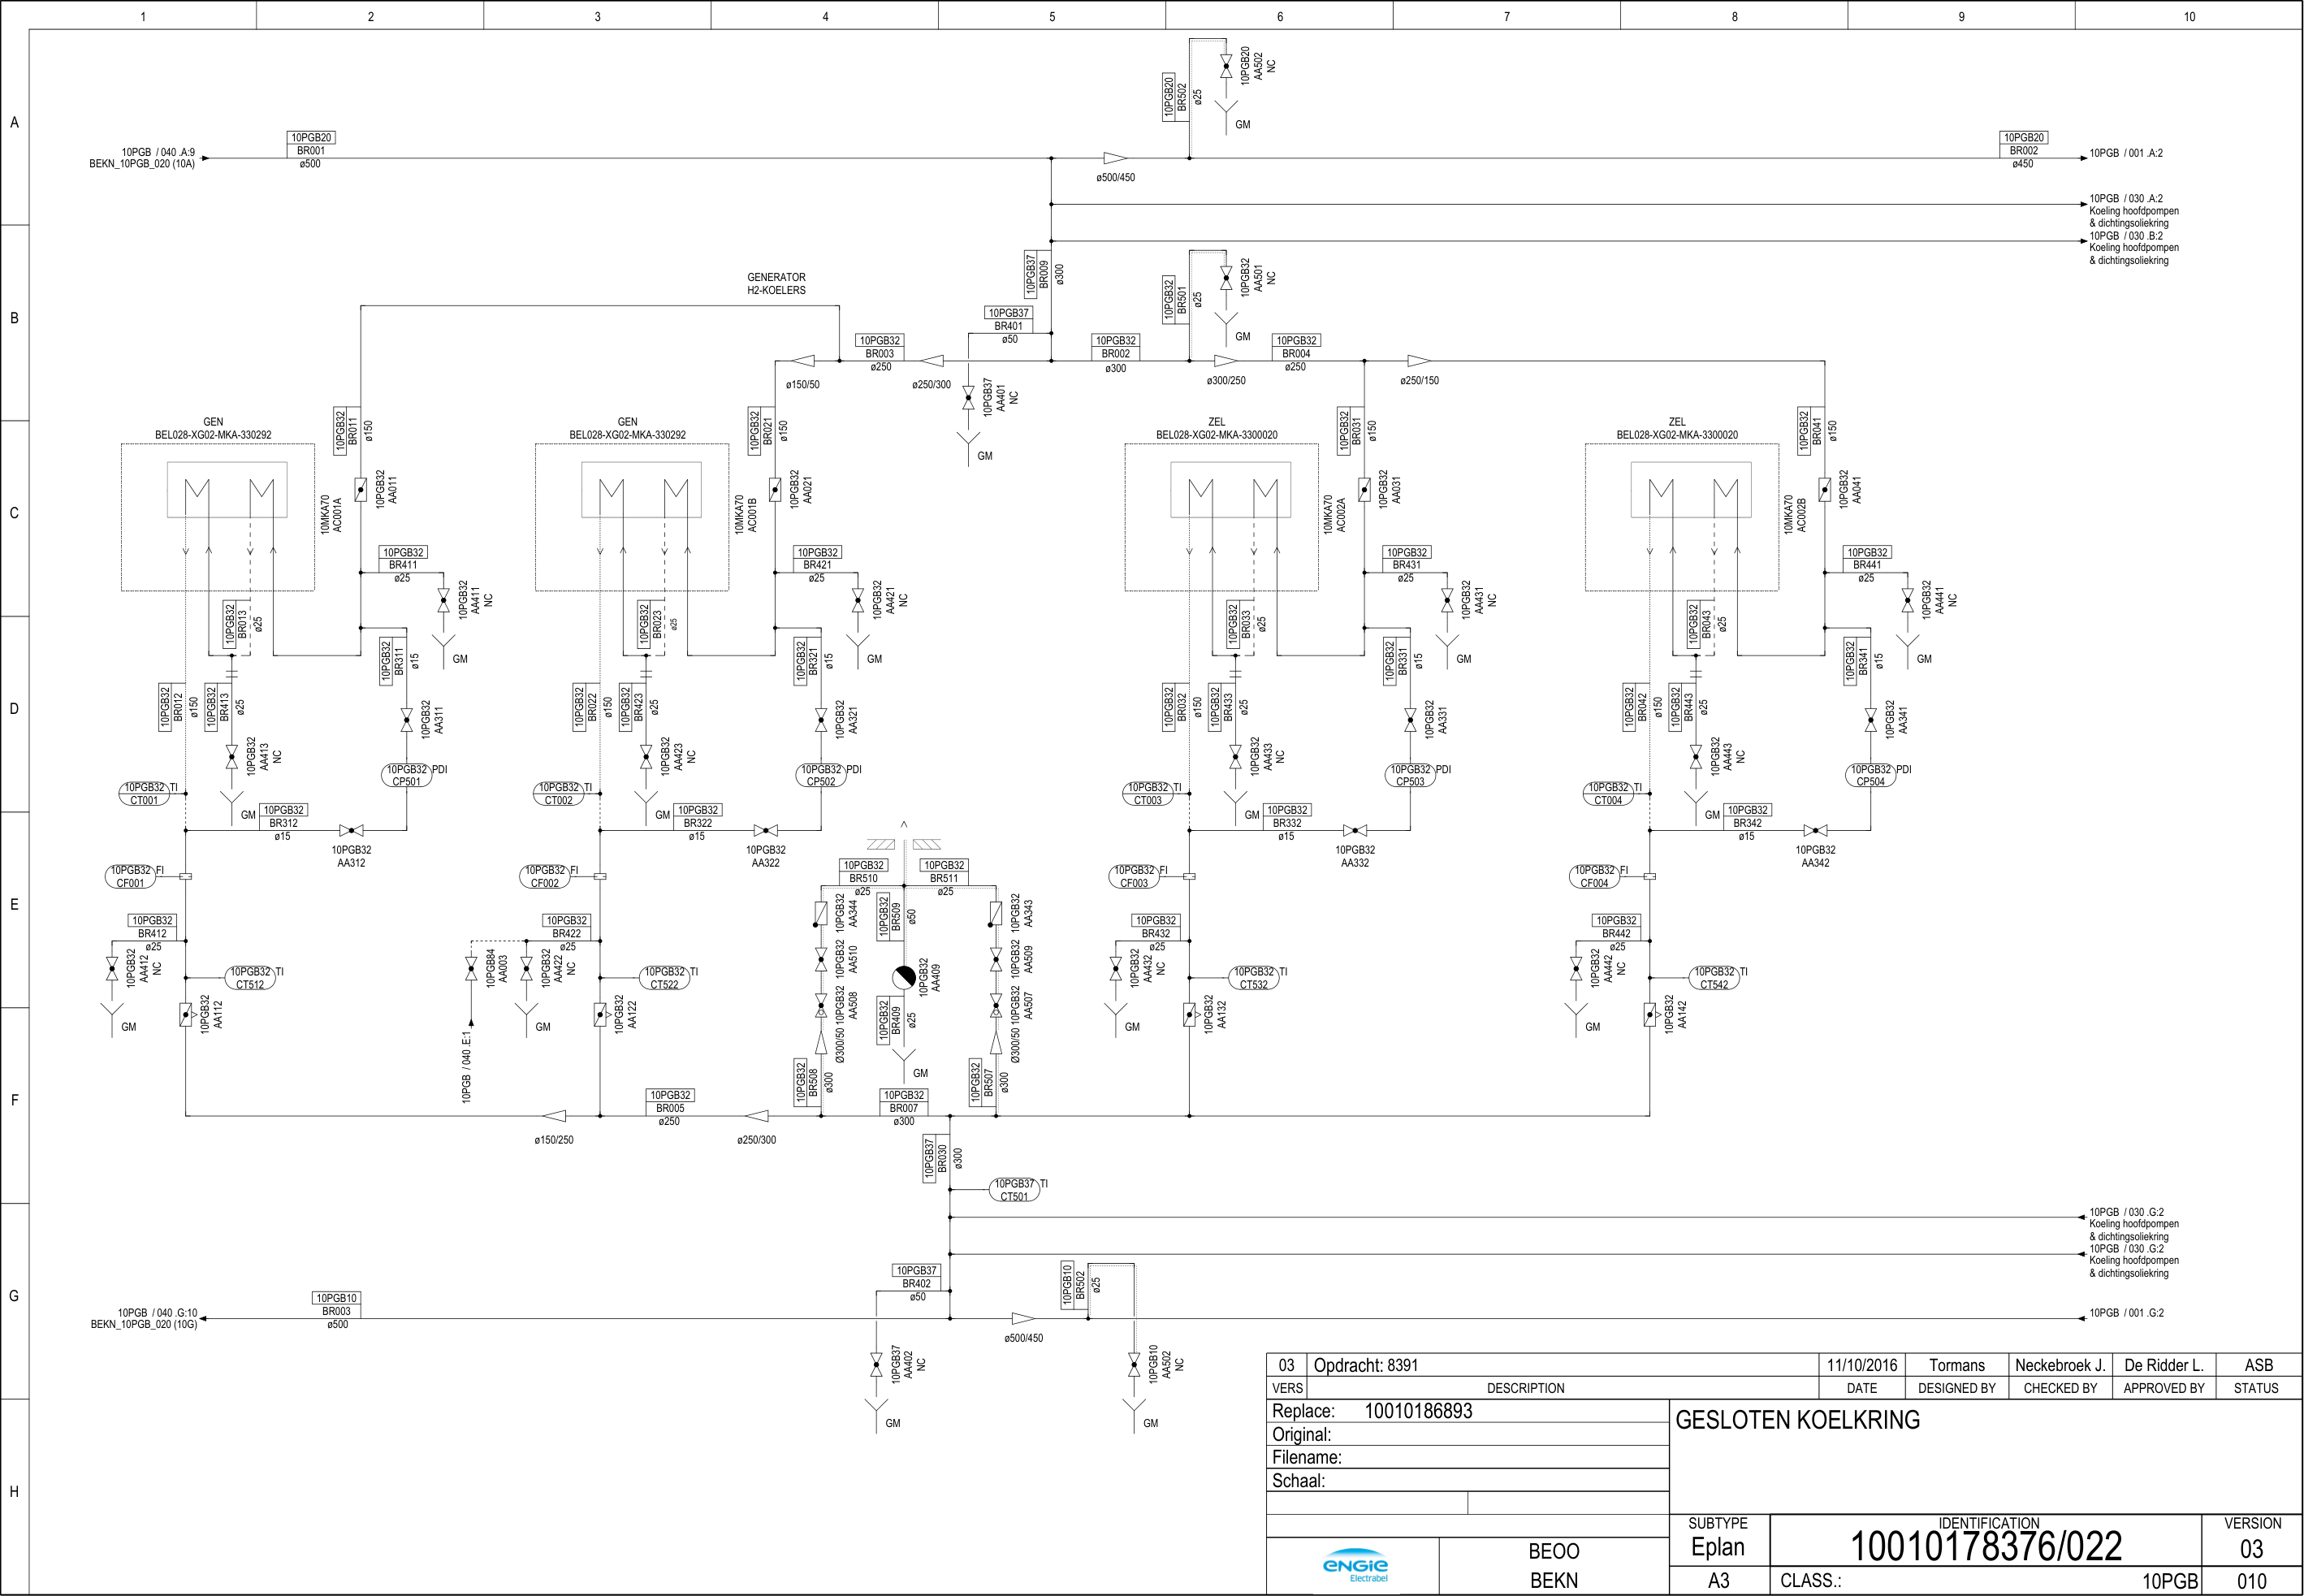 1 2 3 4 5 6 7 8 9 10
A
B
C
D
E
F
G
H
10PGB20
BR502
ø25
10PGB20
AA502
NC
GM
10PGB / 040 .A:9
BEKN_10PGB_020 (10A)
10PGB20
BR001
ø500
ø500/450
10PGB20
BR002
ø450
10PGB / 001 .A:2
10PGB / 030 .A:2
Koeling hoofdpompen
& dichtingsoliekring
10PGB / 030 .B:2
Koeling hoofdpompen
& dichtingsoliekring
10PGB37
BR009
ø300
10PGB32
BR501
ø25
10PGB32
AA501
NC
GM
GENERATOR
H2-KOELERS
10PGB37
BR401
ø50
10PGB32
BR003
ø250
10PGB32
BR002
ø300
10PGB32
BR004
ø250
ø150/50
ø250/300
ø300/250
ø250/150
10PGB37
AA401
NC
GM
GEN
BEL028-XG02-MKA-330292
10PGB32
BR011
ø150
10PGB32
AA011
10MKA70
AC001A
10PGB32
BR411
ø25
10PGB32
AA411
NC
GM
10PGB32
BR013
ø25
10PGB32
BR311
ø15
10PGB32
BR012
ø150
10PGB32
BR413
ø25
10PGB32
AA311
10PGB32
AA413
NC
GM
10PGB32 PDI
CP501
10PGB32 TI
CT001
10PGB32
BR312
ø15
10PGB32
AA312
10PGB32 FI
CF001
10PGB32
BR412
ø25
10PGB32
AA412
NC
GM
10PGB32 TI
CT512
10PGB32
AA112
GEN
BEL028-XG02-MKA-330292
10PGB32
BR021
ø150
10PGB32
AA021
10MKA70
AC001B
10PGB32
BR421
ø25
10PGB32
AA421
NC
GM
10PGB32
BR023
ø25
10PGB32
BR321
ø15
10PGB32
BR022
ø150
10PGB32
BR423
ø25
10PGB32
AA321
10PGB32
AA423
NC
GM
10PGB32 PDI
CP502
10PGB32 TI
CT002
10PGB32
BR322
ø15
10PGB32
AA322
10PGB32 FI
CF002
10PGB32
BR422
ø25
10PGB84
AA003
10PGB32
AA422
NC
GM
10PGB32 TI
CT522
10PGB32
AA122
10PGB / 040 .E:1
10PGB32
BR510
ø25
10PGB32
BR511
ø25
10PGB32
AA344
10PGB32
BR509
ø50
10PGB32
AA343
10PGB32
AA510
10PGB32
AA409
10PGB32
AA509
10PGB32
AA508
10PGB32
BR409
ø25
10PGB32
AA507
Ø300/50
Ø300/50
GM
10PGB32
BR508
ø300
10PGB32
BR507
ø300
ZEL
BEL028-XG02-MKA-3300020
10PGB32
BR031
ø150
10PGB32
AA031
10MKA70
AC002A
10PGB32
BR431
ø25
10PGB32
AA431
NC
GM
10PGB32
BR033
ø25
10PGB32
BR331
ø15
10PGB32
BR032
ø150
10PGB32
BR433
ø25
10PGB32
AA331
10PGB32
AA433
NC
GM
10PGB32 PDI
CP503
10PGB32 TI
CT003
10PGB32
BR332
ø15
10PGB32
AA332
10PGB32 FI
CF003
10PGB32
BR432
ø25
10PGB32
AA432
NC
GM
10PGB32 TI
CT532
10PGB32
AA132
ZEL
BEL028-XG02-MKA-3300020
10PGB32
BR041
ø150
10PGB32
AA041
10MKA70
AC002B
10PGB32
BR441
ø25
10PGB32
AA441
NC
GM
10PGB32
BR043
ø25
10PGB32
BR341
ø15
10PGB32
BR042
ø150
10PGB32
BR443
ø25
10PGB32
AA341
10PGB32
AA443
NC
GM
10PGB32 PDI
CP504
10PGB32 TI
CT004
10PGB32
BR342
ø15
10PGB32
AA342
10PGB32 FI
CF004
10PGB32
BR442
ø25
10PGB32
AA442
NC
GM
10PGB32 TI
CT542
10PGB32
AA142
10PGB32
BR005
ø250
10PGB32
BR007
ø300
ø150/250
ø250/300
10PGB37
BR030
ø300
10PGB37 TI
CT501
10PGB / 030 .G:2
Koeling hoofdpompen
& dichtingsoliekring
10PGB / 030 .G:2
Koeling hoofdpompen
& dichtingsoliekring
10PGB37
BR402
ø50
10PGB10
BR502
ø25
10PGB / 040 .G:10
BEKN_10PGB_020 (10G)
10PGB10
BR003
ø500
ø500/450
10PGB / 001 .G:2
10PGB37
AA402
NC
GM
10PGB10
AA502
NC
GM
03 Opdracht: 8391 11/10/2016 Tormans Neckebroek J. De Ridder L. ASB
VERS DESCRIPTION DATE DESIGNED BY CHECKED BY APPROVED BY STATUS
Replace: 10010186893
Original:
Filename:
Schaal:
GESLOTEN KOELKRING
ENGIE
Electrabel
BEOO
BEKN
SUBTYPE IDENTIFICATION VERSION
Eplan 10010178376/022 03
A3 CLASS.: 10PGB 010